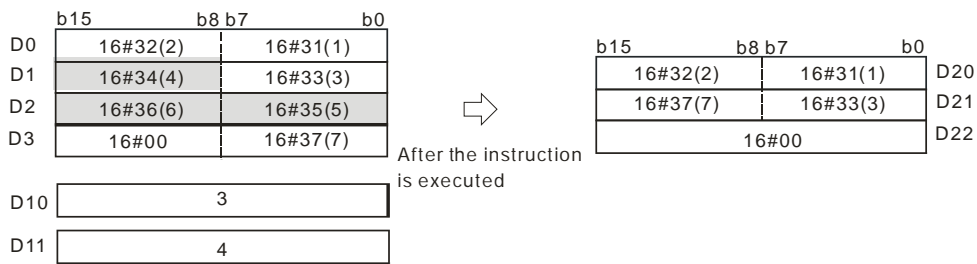 b15 b8 b7 b0
D0 16#32(2) 16#31(1)
D1 16#34(4) 16#33(3)
D2 16#36(6) 16#35(5)
D3 16#00 16#37(7)
D10 3
D11 4
After the instruction
is executed
b15 b8 b7 b0
16#32(2) 16#31(1) D20
16#37(7) 16#33(3) D21
16#00 D22